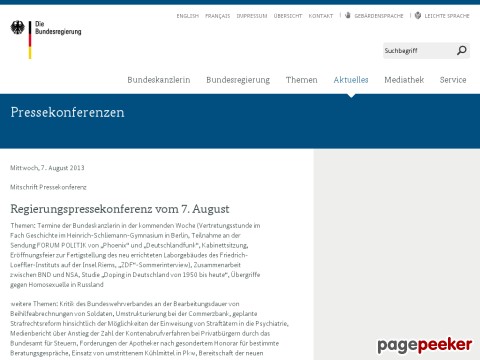 ENGLISH FRANÇAIS IMPRESSUM ÜBERSICHT KONTAKT GEBÄRDENSPRACHE LEICHTE SPRACHE
Die
Bundesregierung
Suchbegriff
Bundeskanzlerin Bundesregierung Themen Aktuelles Mediathek Service
Pressekonferenzen
Mittwoch, 7. August 2013
Mitschrift Pressekonferenz
Regierungspressekonferenz vom 7. August
Themen: Termine der Bundeskanzlerin in der kommenden Woche (Vertretungsstunde im
Fach Geschichte im Heinrich-Schliemann-Gymnasium in Berlin, Teilnahme an der
Sendung FORUM POLITIK von „Phoenix“ und „Deutschlandfunk“, Kabinettsitzung,
Eröffnungsfeier zur Fertigstellung des neu errichteten Laborgebäudes des Friedrich-
Loeffler-Instituts auf der Insel Riems, „ZDF“-Sommerinterview), Zusammenarbeit
zwischen BND und NSA, Studie „Doping in Deutschland von 1950 bis heute“, Übergriffe
gegen Homosexuelle in Russland
weitere Themen: Kritik des Bundeswehrverbandes an der Bearbeitungsdauer von
Beihilfeabrechnungen von Soldaten, Umstrukturierung bei der Commerzbank, geplante
Strafrechtsreform hinsichtlich der Möglichkeiten der Einweisung von Straftätern in die Psychiatrie,
Medienbericht über Anstieg der Zahl der Kontenabrufverfahren bei Privatbürgern durch das
Bundesamt für Steuern, Forderungen der Apotheker nach gesondertem Honorar für bestimmte
Beratungsgespräche, Einsatz von umstrittenem Kühlmittel in Pkw, Bereitschaft der neuen
pagepeeker